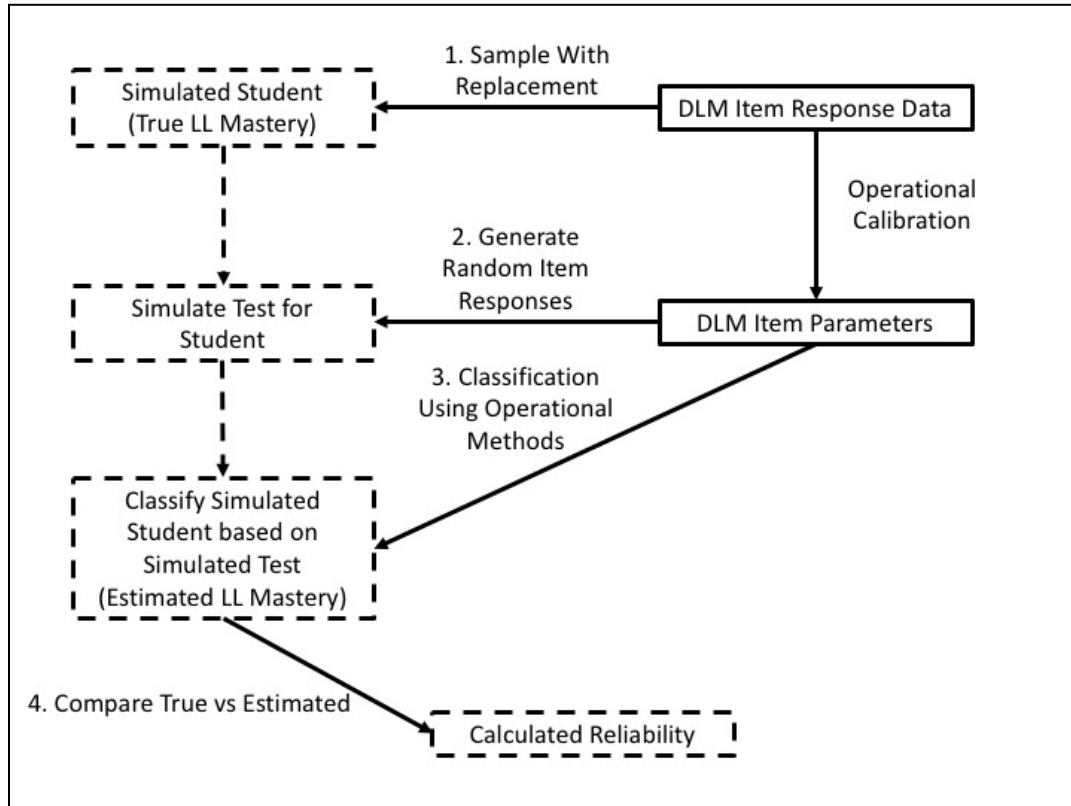 1. Sample With
Replacement
Simulated Student
(True LL Mastery)
DLM Item Response Data
Operational
Calibration
2. Generate
Random Item
Responses
Simulate Test for
Student
DLM Item Parameters
3. Classification
Using Operational
Methods
Classify Simulated
Student based on
Simulated Test
(Estimated LL Mastery)
4. Compare True vs Estimated
Calculated Reliability